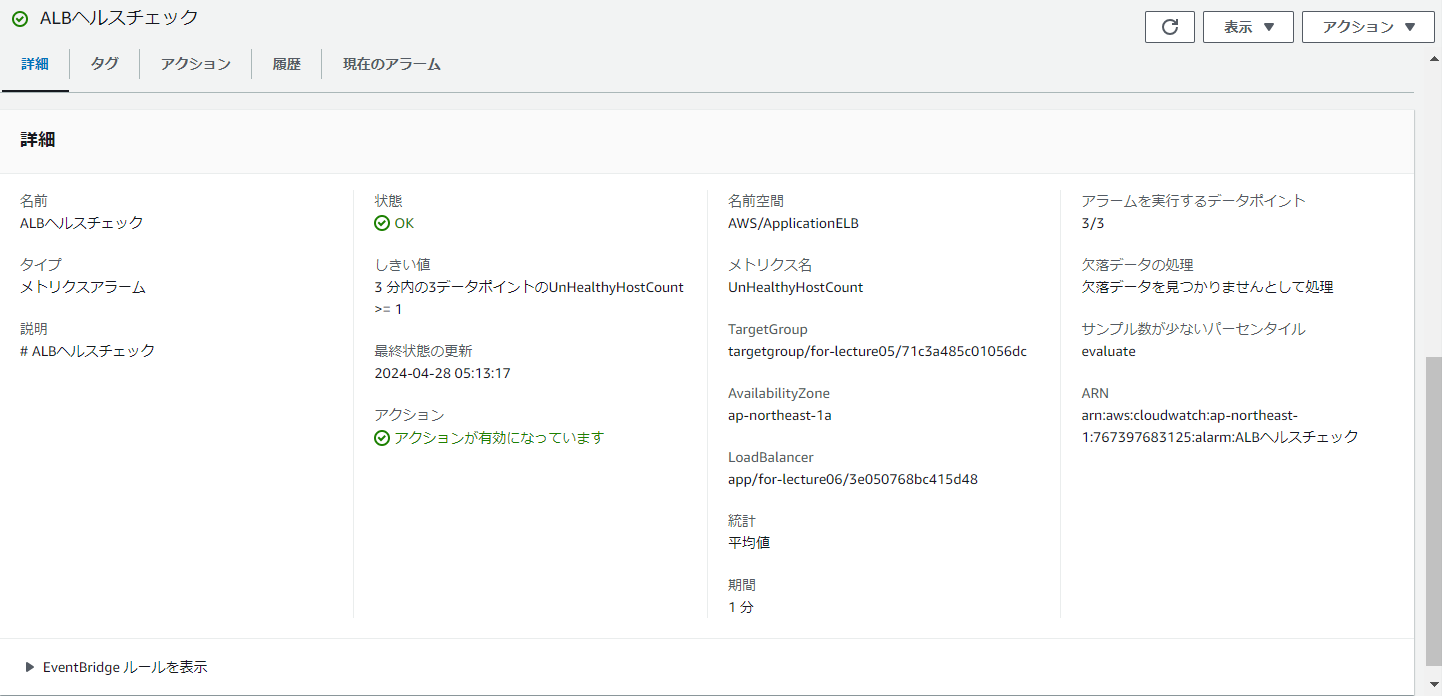 ALBヘルスチェック
表示
アクション
詳細
タグ
アクション
履歴
現在のアラーム
詳細
名前
ALBヘルスチェック
タイプ
メトリクスアラーム
説明
# ALBヘルスチェック
状態
OK
しきい値
3 分内の3データポイントのUnHealthyHostCount
>= 1
最終状態の更新
2024-04-28 05:13:17
アクション
アクションが有効になっています
名前空間
AWS/ApplicationELB
メトリクス名
UnHealthyHostCount
TargetGroup
targetgroup/for-lecture05/71c3a485c01056dc
AvailabilityZone
ap-northeast-1a
LoadBalancer
app/for-lecture06/3e050768bc415d48
統計
平均値
期間
1 分
アラームを実行するデータポイント
3/3
欠落データの処理
欠落データを見つかりませんとして処理
サンプル数が少ないパーセンタイル
evaluate
ARN
arn:aws:cloudwatch:ap-northeast-
1:767397683125:alarm:ALBヘルスチェック
EventBridge ルールを表示